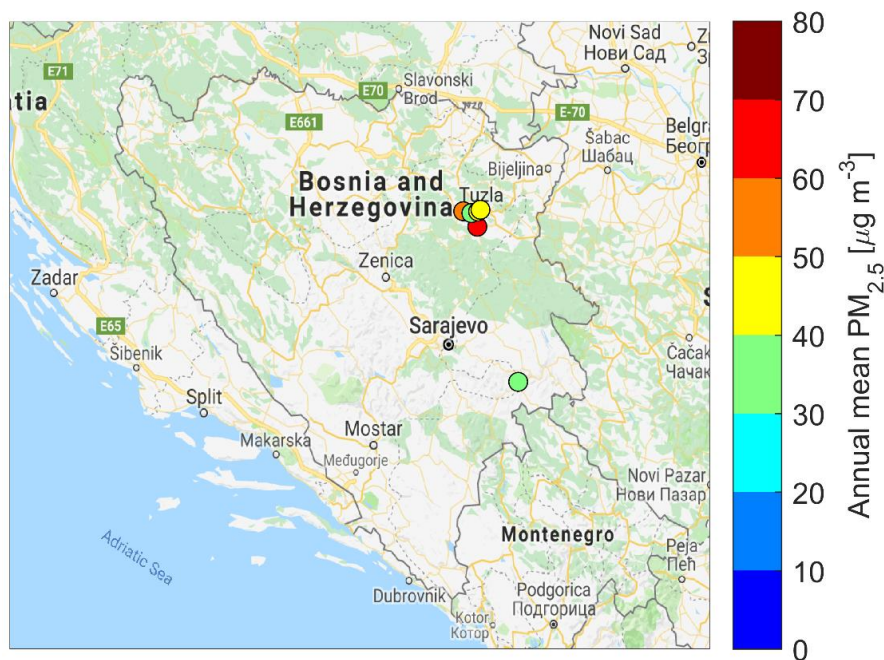 Novi Sad
Нови Сад
E71
E70
Slavonski
Brod
E-70
atia
E661
Šabac
Шабац
Belgra
Београ
Bijeljina
Bosnia and
Herzegovina
Tuzla
Zenica
Zadar
Sarajevo
E65
Šibenik
Čačak
Чачак
Split
Mostar
Makarska
Međugorje
Novi Pazar
Нови Пазар
Adriatic Sea
Montenegro
Peja
Пећ
Podgorica
Подгорица
Dubrovnik
Kotor
Котор
80
70
60
50
40
30
20
10
0
Annual mean PM2.5 [μg m-3]